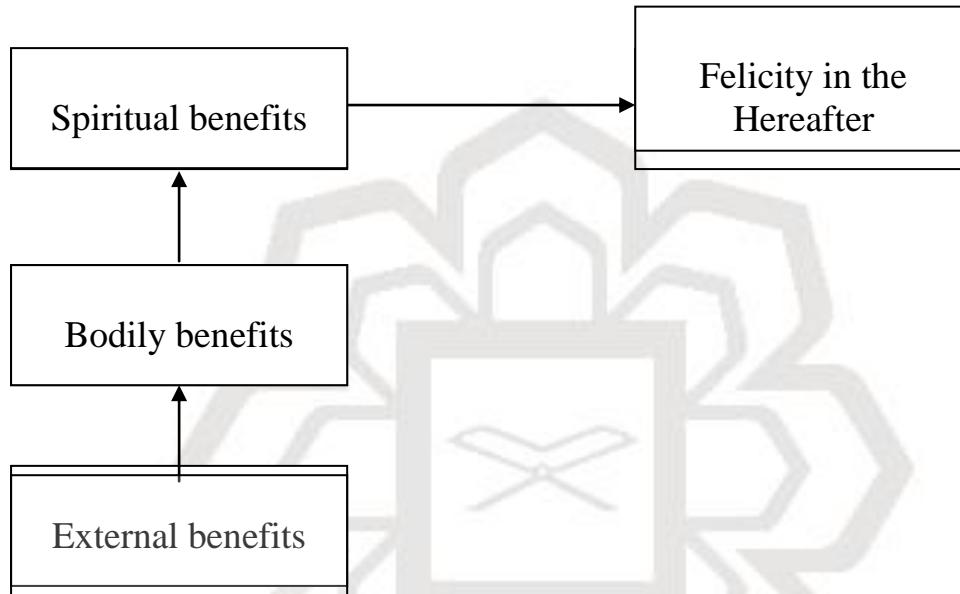 Spiritual benefits
Felicity in the
Hereafter
Bodily benefits
External benefits